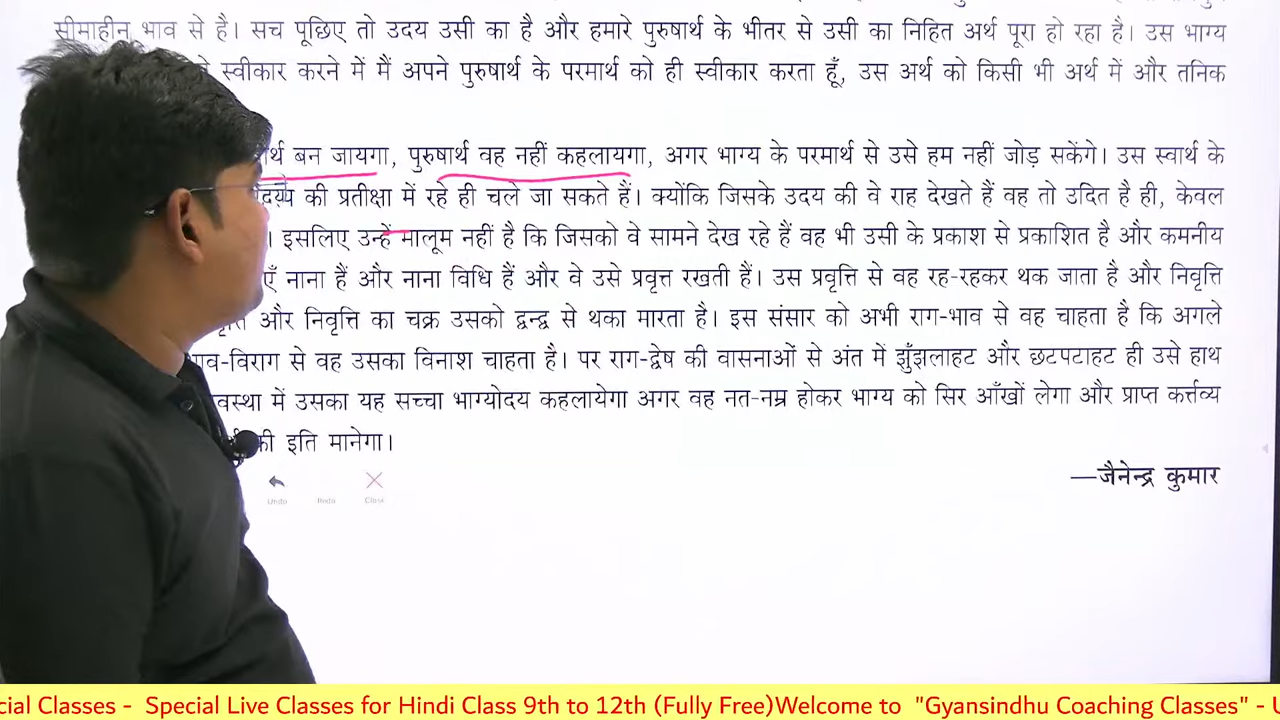 सीमाहीन भाव से है। सच पूछिए तो उदय उसी का है और हमारे पुरुषार्थ के भीतर से उसी का निहित अर्थ पूरा हो रहा है। उस भाग्य
स्वीकार करने में मैं अपने पुरुषार्थ के परमार्थ को ही स्वीकार करता हूँ, उस अर्थ को किसी भी अर्थ में और तनिक
बन जायगा, पुरुषार्थ वह नहीं कहलायगा, अगर भाग्य के परमार्थ से उसे हम नहीं जोड़ सकेंगे। उस स्वार्थ के
की प्रतीक्षा में रहे ही चले जा सकते हैं। क्योंकि जिसके उदय की वे राह देखते हैं वह तो उदित है ही, केवल
। इसलिए उन्हें मालूम नहीं है कि जिसको वे सामने देख रहे हैं वह भी उसी के प्रकाश से प्रकाशित है और कमनीय
नाना हैं और नाना विधि हैं और वे उसे प्रवृत्त रखती हैं। उस प्रवृत्ति से वह रह-रहकर थक जाता है और निवृत्ति
और निवृत्ति का चक्र उसको द्वन्द्व से थका मारता है। इस संसार को अभी राग-भाव से वह चाहता है कि अगले
-विराग से वह उसका विनाश चाहता है। पर राग-द्वेष की वासनाओं से अंत में झुँझलाहट और छटपटाहट ही उसे हाथ
में उसका यह सच्चा भाग्योदय कहलायेगा अगर वह नत-नम्र होकर भाग्य को सिर आँखों लेगा और प्राप्त कर्त्तव्य
की इति मानेगा।
—जैनेन्द्र कुमार
Undo Redo Close
cial Classes - Special Live Classes for Hindi Class 9th to 12th (Fully Free)Welcome to "Gyansindhu Coaching Classes" - U